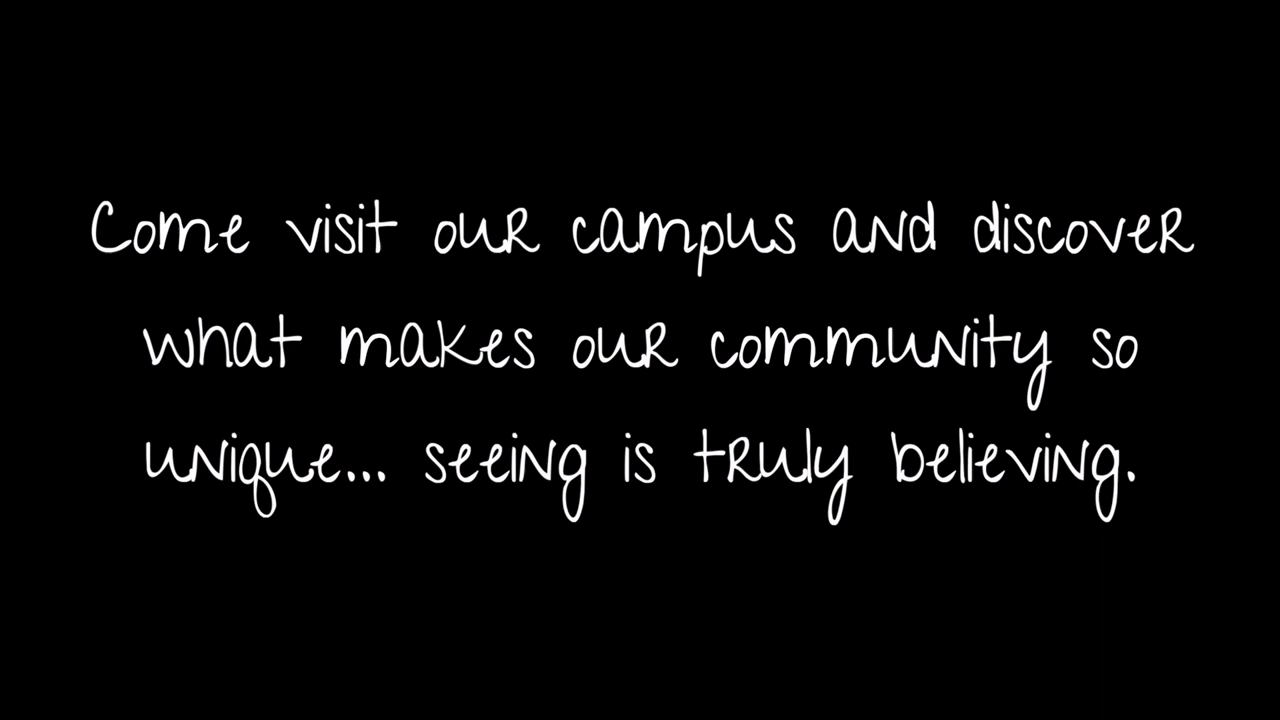 Come visit our campus and discover
what makes our community so
unique... seeing is truly believing.